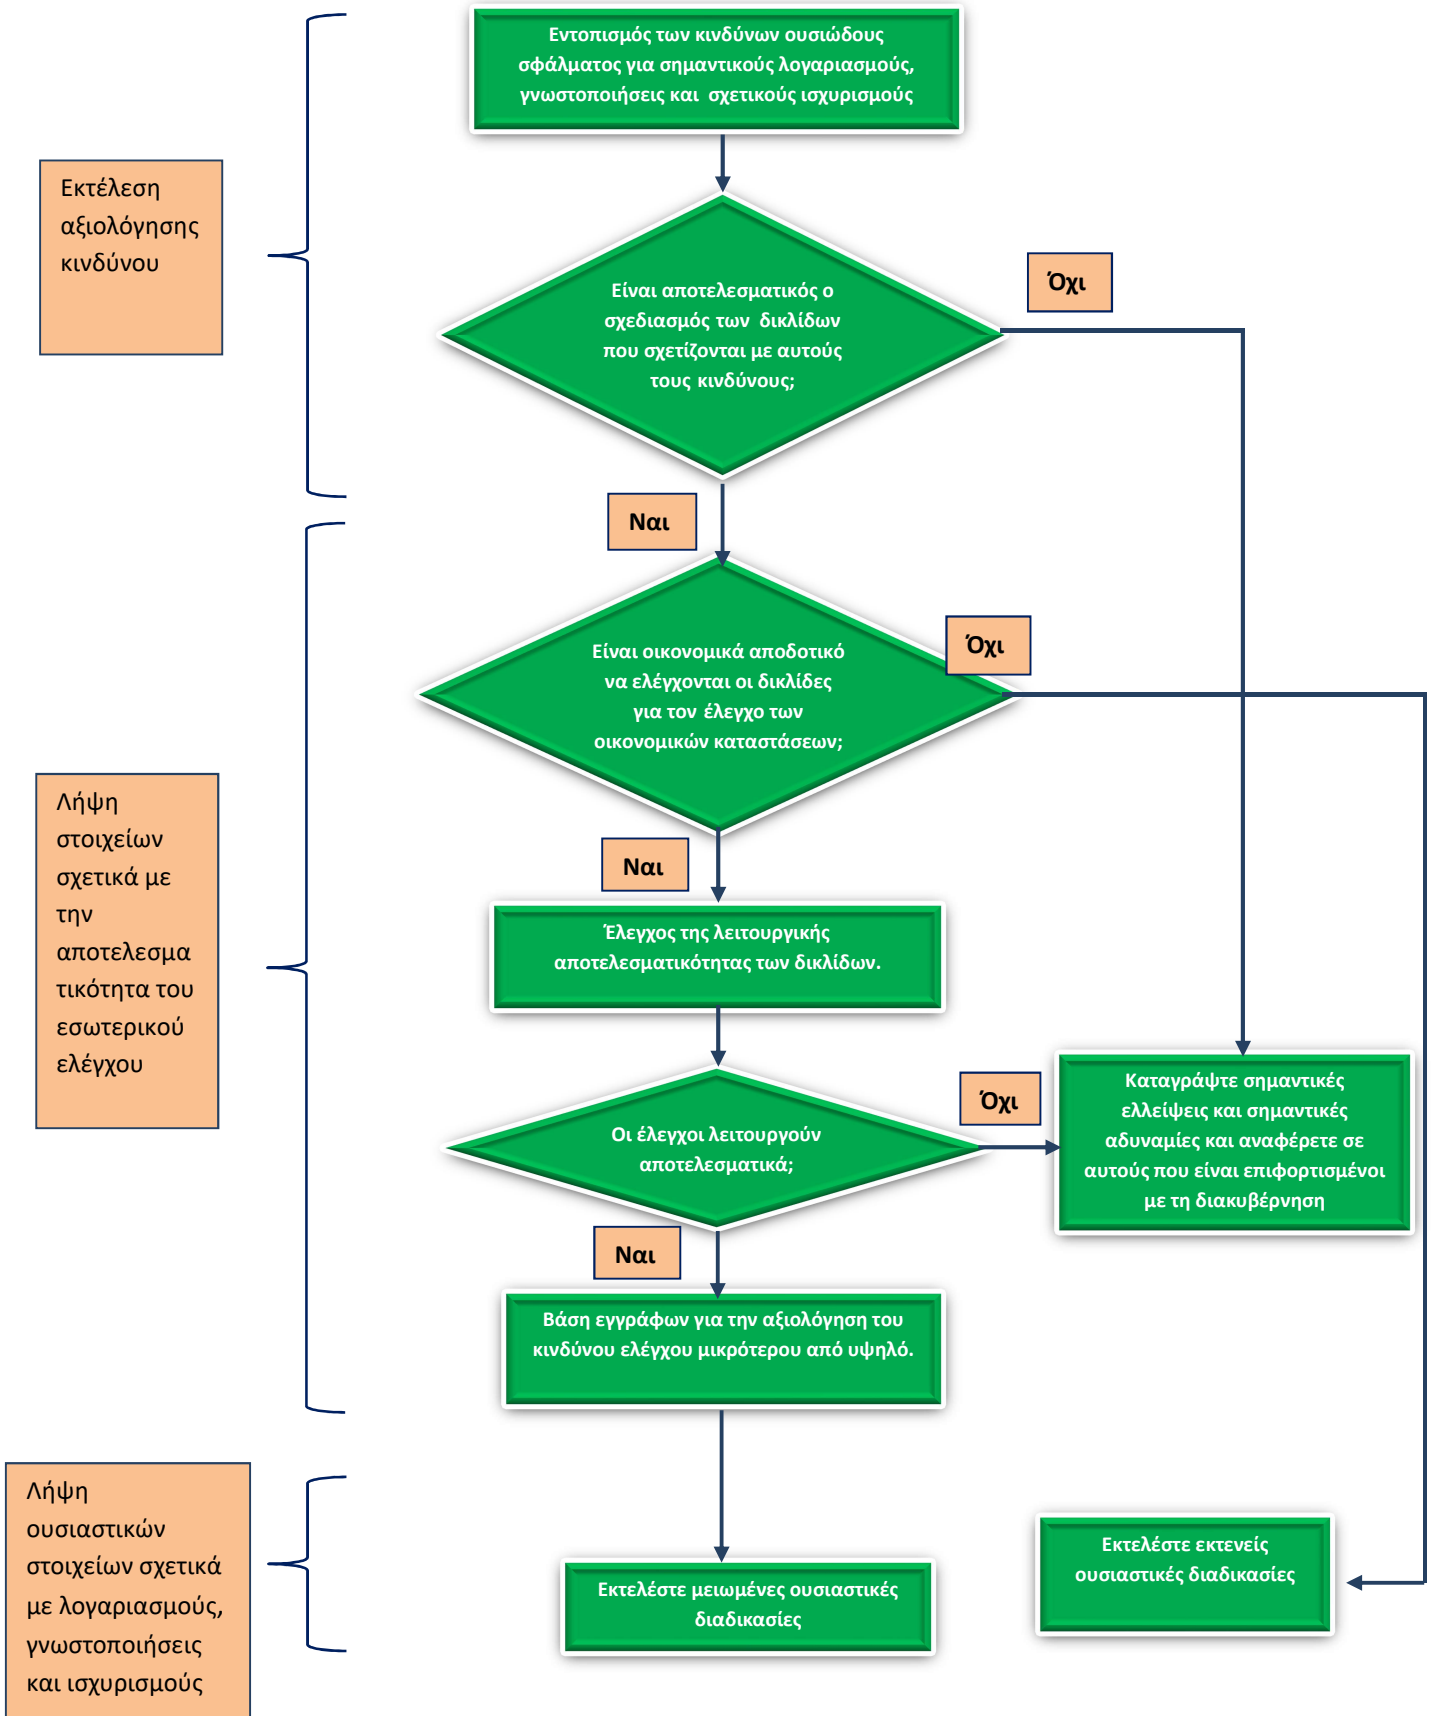 Εντοπισμός των κινδύνων ουσιώδους
σφάλματος για σημαντικούς λογαριασμούς,
γνωστοποιήσεις και σχετικούς ισχυρισμούς
Εκτέλεση
αξιολόγησης
κινδύνου
Είναι αποτελεσματικός ο
σχεδιασμός των δικλίδων
που σχετίζονται με αυτούς
τους κινδύνους;
Όχι
Ναι
Είναι οικονομικά αποδοτικό
να ελέγχονται οι δικλίδες
για τον έλεγχο των
οικονομικών καταστάσεων;
Όχι
Λήψη
στοιχείων
σχετικά με
την
αποτελεσμα
τικότητα του
εσωτερικού
ελέγχου
Ναι
Έλεγχος της λειτουργικής
αποτελεσματικότητας των δικλίδων.
Οι έλεγχοι λειτουργούν
αποτελεσματικά;
Όχι
Καταγράψτε σημαντικές
ελλείψεις και σημαντικές
αδυναμίες και αναφέρετε σε
αυτούς που είναι επιφορτισμένοι
με τη διακυβέρνηση
Ναι
Βάση εγγράφων για την αξιολόγηση του
κινδύνου ελέγχου μικρότερου από υψηλό.
Λήψη
ουσιαστικών
στοιχείων σχετικά
με λογαριασμούς,
γνωστοποιήσεις
και ισχυρισμούς
Εκτελέστε μειωμένες ουσιαστικές
διαδικασίες
Εκτελέστε εκτενείς
ουσιαστικές διαδικασίες